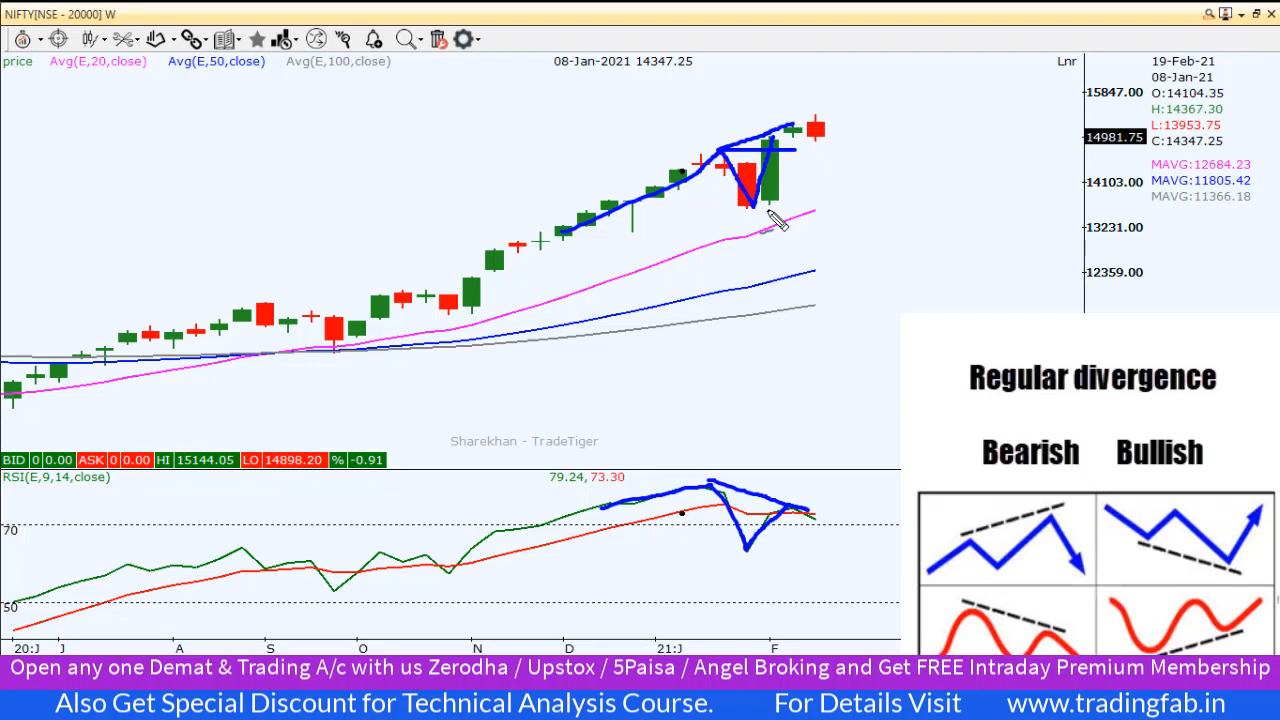 NIFTY[NSE - 20000] W
price Avg(E,20,close) Avg(E,50,close) Avg(E,100,close) 08-Jan-2021 14347.25 Lnr
19-Feb-21
08-Jan-21
O:14104.35
H:14367.30
L:13953.75
C:14347.25
MAVG:12684.23
MAVG:11805.42
MAVG:11366.18
15847.00
14981.75
14103.00
13231.00
12359.00
Sharekhan - TradeTiger
BID 0 0.00 ASK 0 0.00 HI 15144.05 LO 14898.20 % -0.91
RSI(E,9,14,close) 79.24, 73.30
70
50
20:J J A S O N D 21:J F
Regular divergence
Bearish Bullish
Open any one Demat & Trading A/c with us Zerodha / Upstox / 5Paisa / Angel Broking and Get FREE Intraday Premium Membership
Also Get Special Discount for Technical Analysis Course. For Details Visit www.tradingfab.in